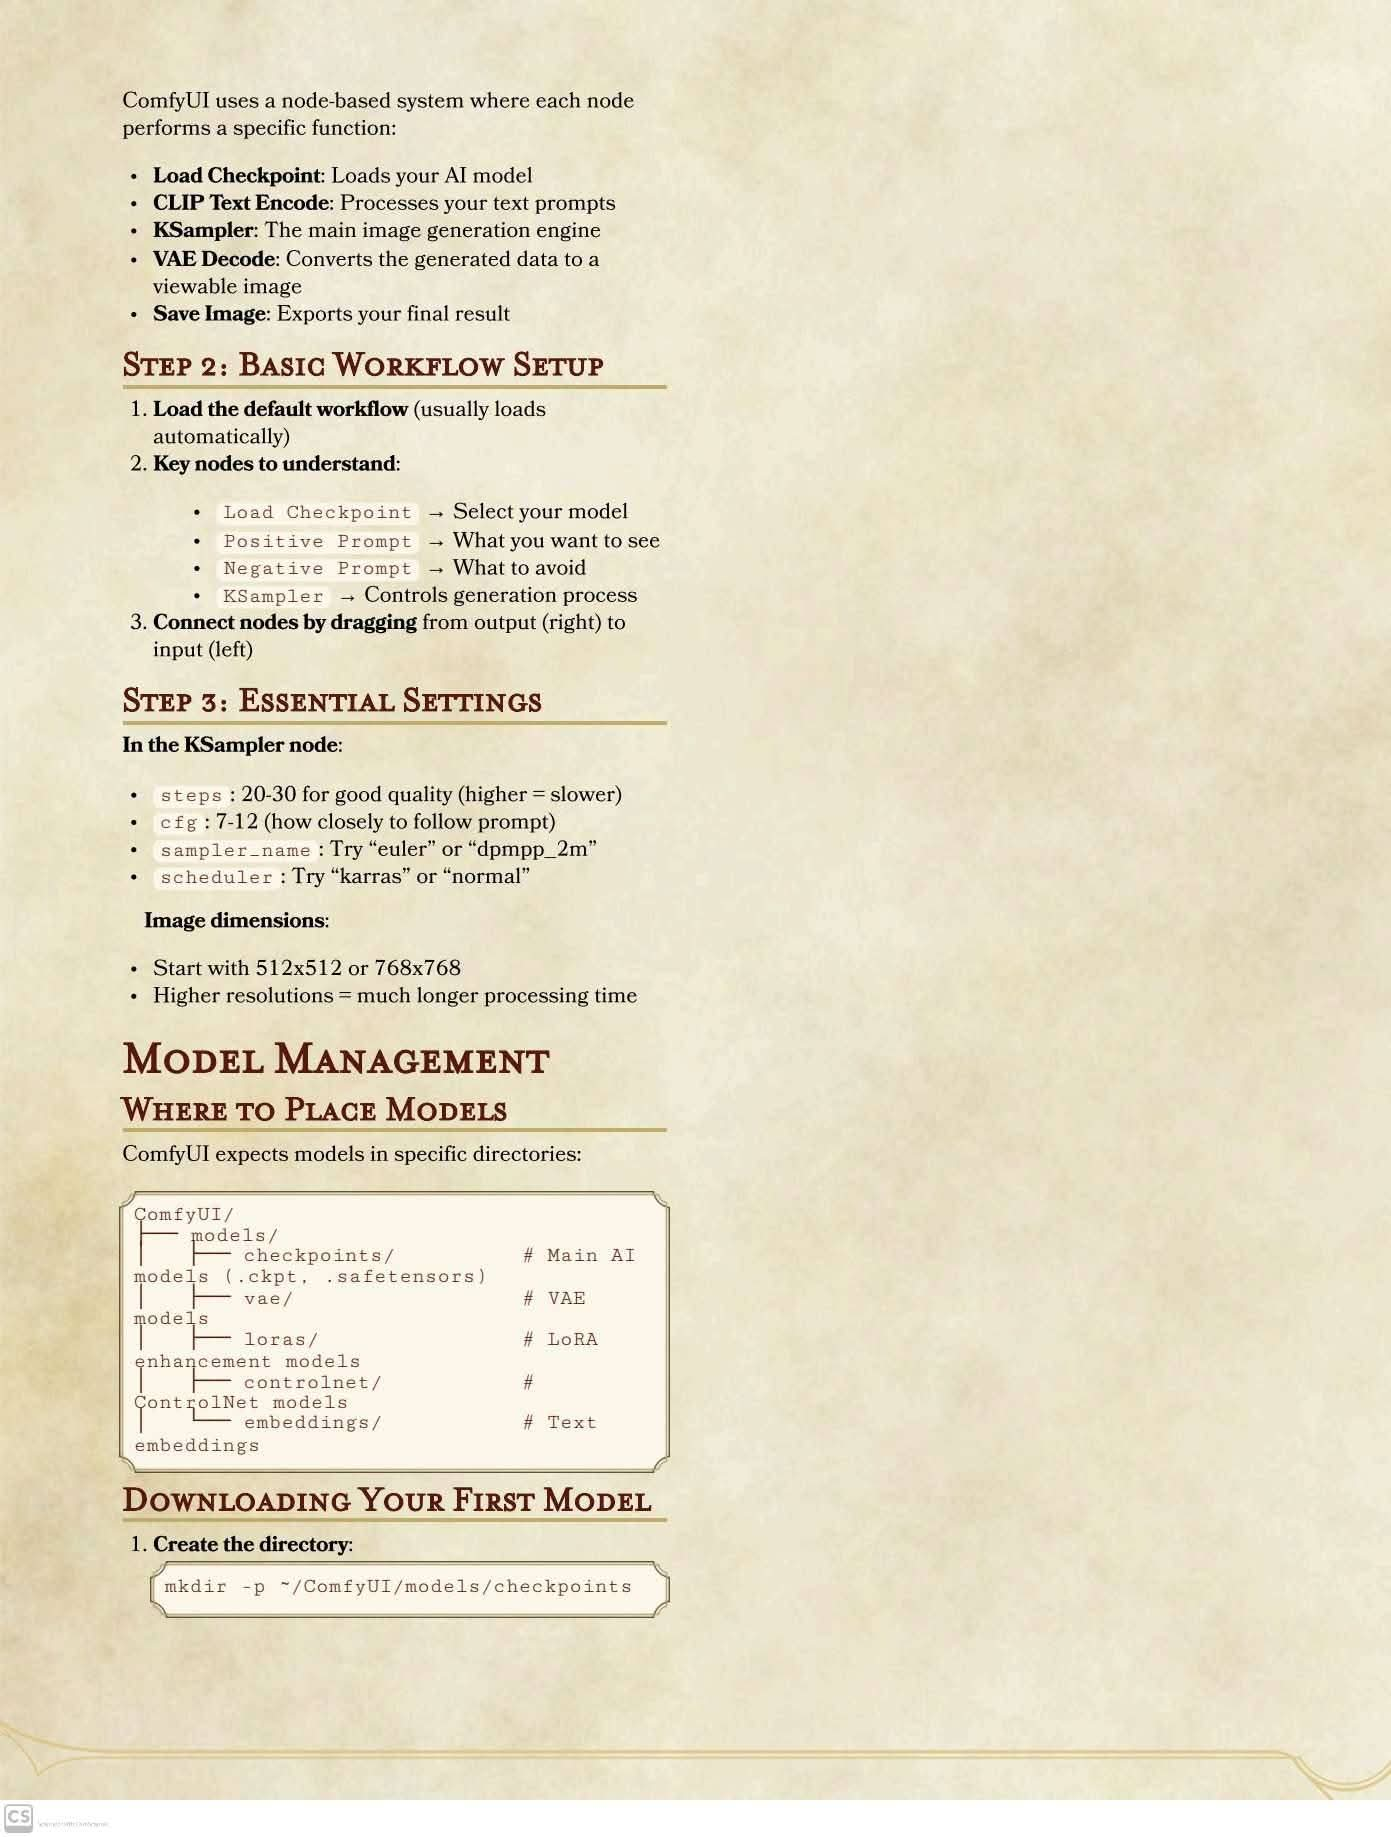 ComfyUI uses a node-based system where each node
performs a specific function:
• Load Checkpoint: Loads your AI model
• CLIP Text Encode: Processes your text prompts
• KSampler: The main image generation engine
• VAE Decode: Converts the generated data to a
viewable image
• Save Image: Exports your final result
Step 2: Basic Workflow Setup
1. Load the default workflow (usually loads
automatically)
2. Key nodes to understand:
• Load Checkpoint → Select your model
• Positive Prompt → What you want to see
• Negative Prompt → What to avoid
• KSampler → Controls generation process
3. Connect nodes by dragging from output (right) to
input (left)
Step 3: Essential Settings
In the KSampler node:
• steps : 20-30 for good quality (higher = slower)
• cfg : 7-12 (how closely to follow prompt)
• sampler_name : Try “euler” or “dpmpp_2m”
• scheduler : Try “karras” or “normal”
Image dimensions:
• Start with 512x512 or 768x768
• Higher resolutions = much longer processing time
Model Management
Where to Place Models
ComfyUI expects models in specific directories:
ComfyUI/
├── models/
│   ├── checkpoints/          # Main AI
models (.ckpt, .safetensors)
│   ├── vae/                  # VAE
models
│   ├── loras/                # LoRA
enhancement models
│   ├── controlnet/           #
ControlNet models
│   └── embeddings/           # Text
embeddings
Downloading Your First Model
1. Create the directory:
mkdir -p ~/ComfyUI/models/checkpoints
CS